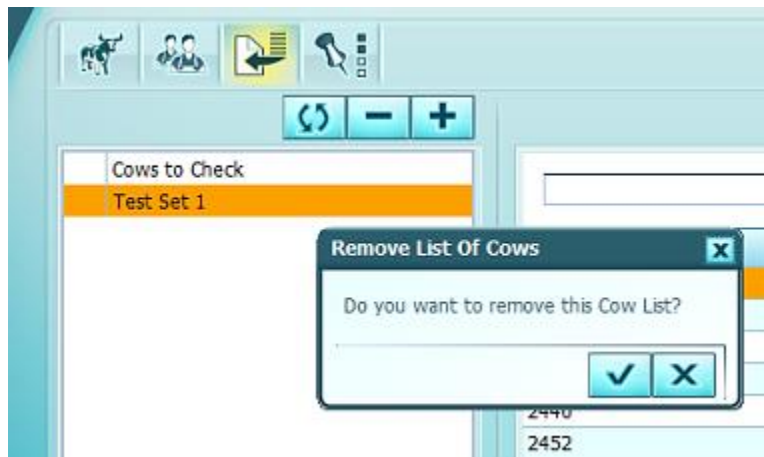 Cows to Check
Test Set 1
Remove List Of Cows
Do you want to remove this Cow List?
2440
2452